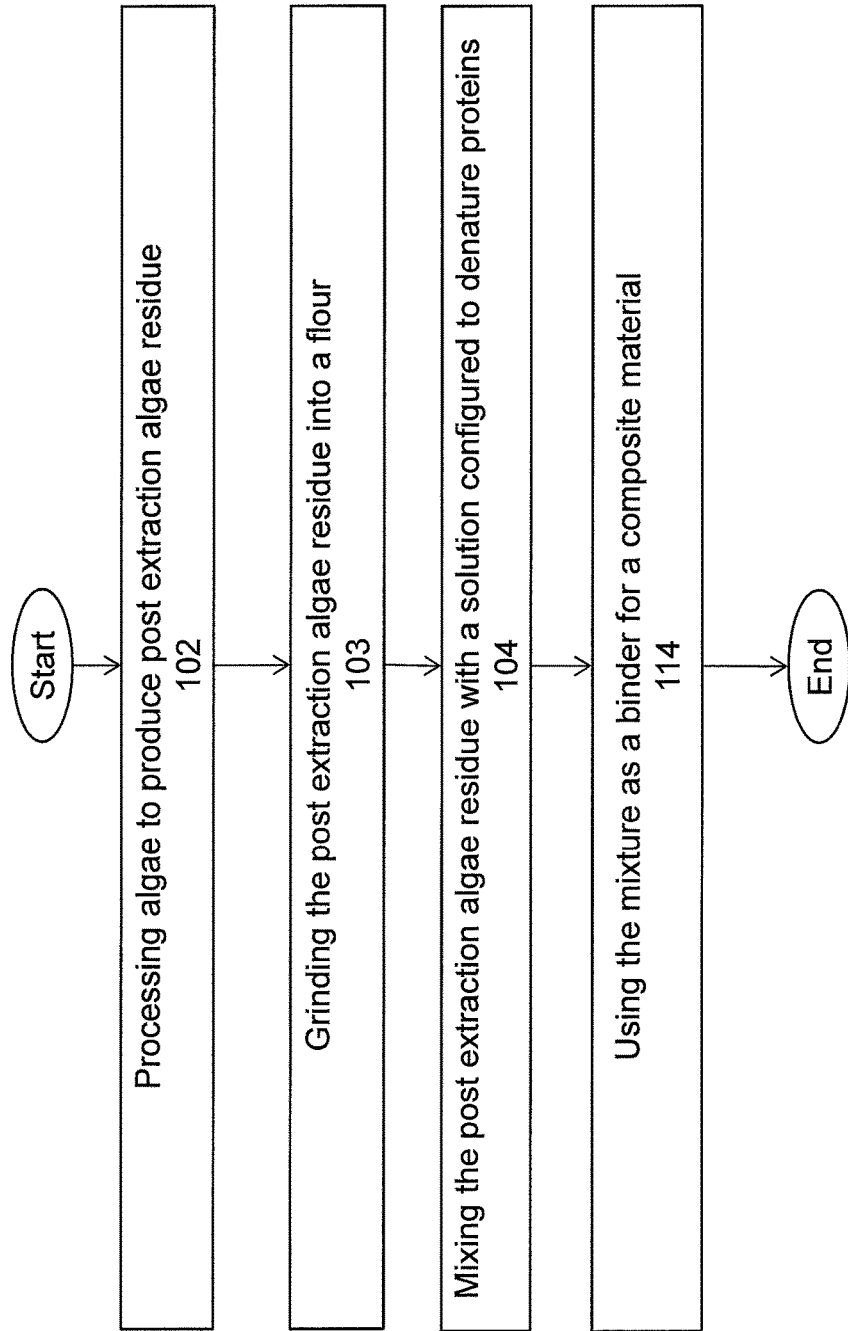 Start
Processing algae to produce post extraction algae residue
102
Grinding the post extraction algae residue into a flour
103
Mixing the post extraction algae residue with a solution configured to denature proteins
104
Using the mixture as a binder for a composite material
114
End